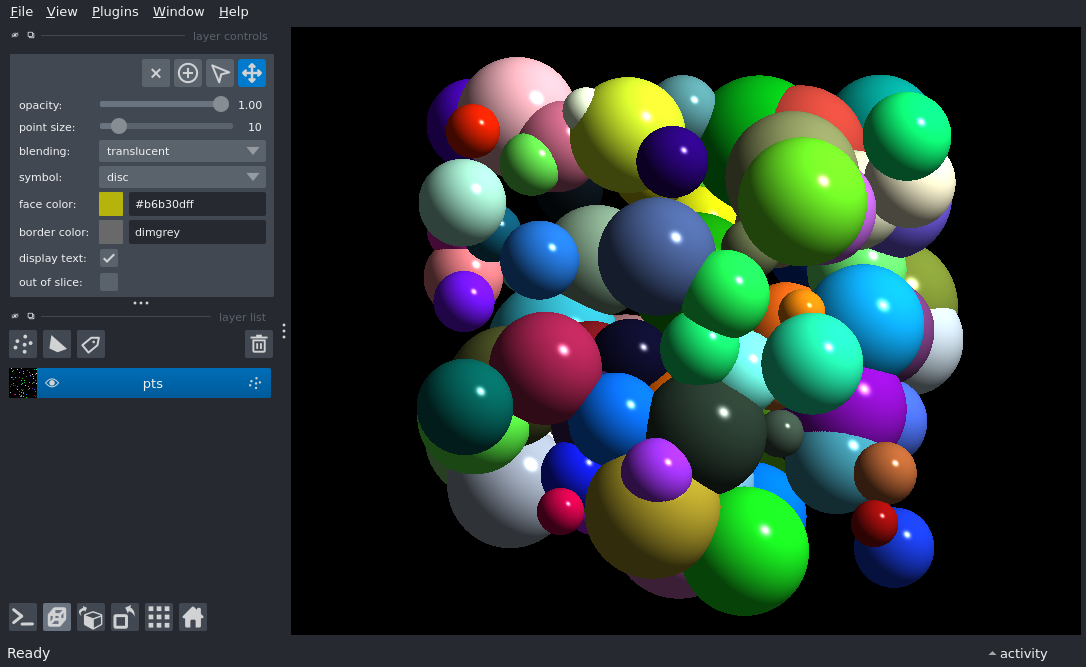 File View Plugins Window Help
layer controls
opacity: 1.00
point size: 10
blending: translucent
symbol: disc
face color: #b6b30dff
border color: dimgrey
display text:
out of slice:
layer list
pts
Ready activity